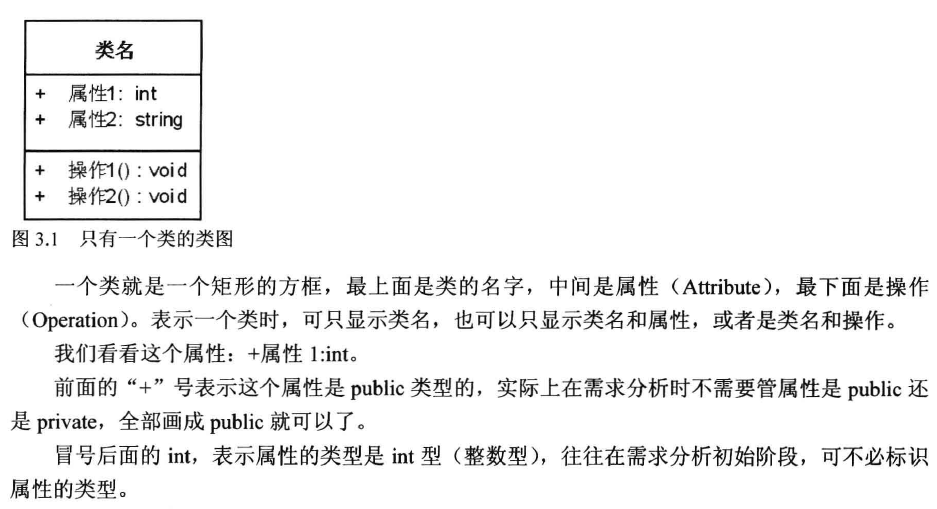 类名
+ 属性1: int
+ 属性2: string
+ 操作1() : void
+ 操作2() : void
图 3.1 只有一个类的类图
一个类就是一个矩形的方框，最上面是类的名字，中间是属性（Attribute），最下面是操作
（Operation）。表示一个类时，可只显示类名，也可以只显示类名和属性，或者是类名和操作。
我们看看这个属性：+属性 1:int。
前面的“+”号表示这个属性是 public 类型的，实际上在需求分析时不需要管属性是 public 还
是 private，全部画成 public 就可以了。
冒号后面的 int，表示属性的类型是 int 型（整数型），往往在需求分析初始阶段，可不必标识
属性的类型。